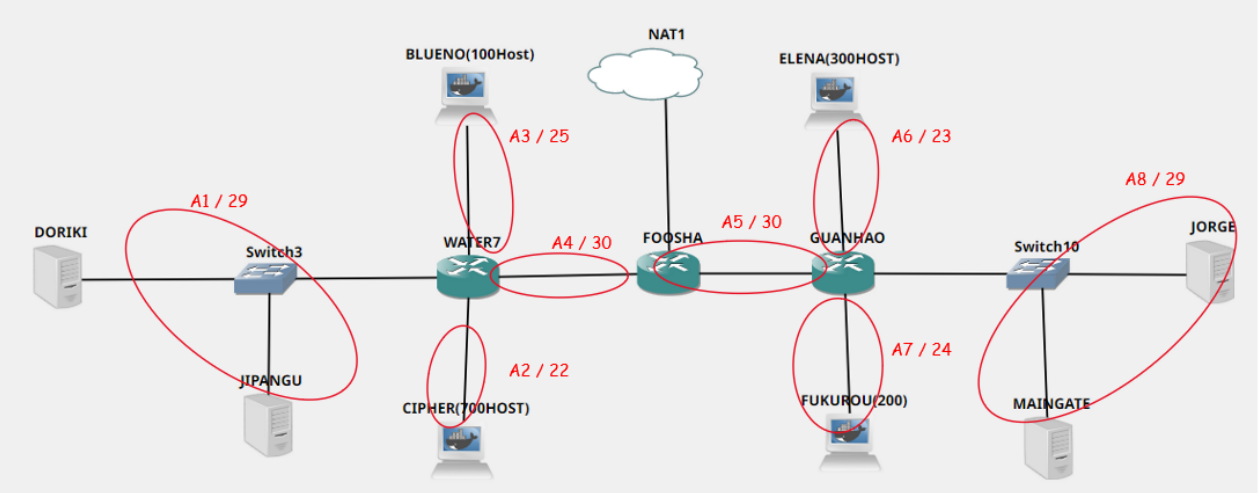 NAT1
BLUENO(100Host)
ELENA(300HOST)
A3 / 25
A6 / 23
A1 / 29
A8 / 29
DORIKI
Switch3
WATER7
A4 / 30
FOOSHA
A5 / 30
GUANHAO
Switch10
JORGE
A2 / 22
A7 / 24
JIPANGU
CIPHER(700HOST)
FUKUROU(200)
MAINGATE